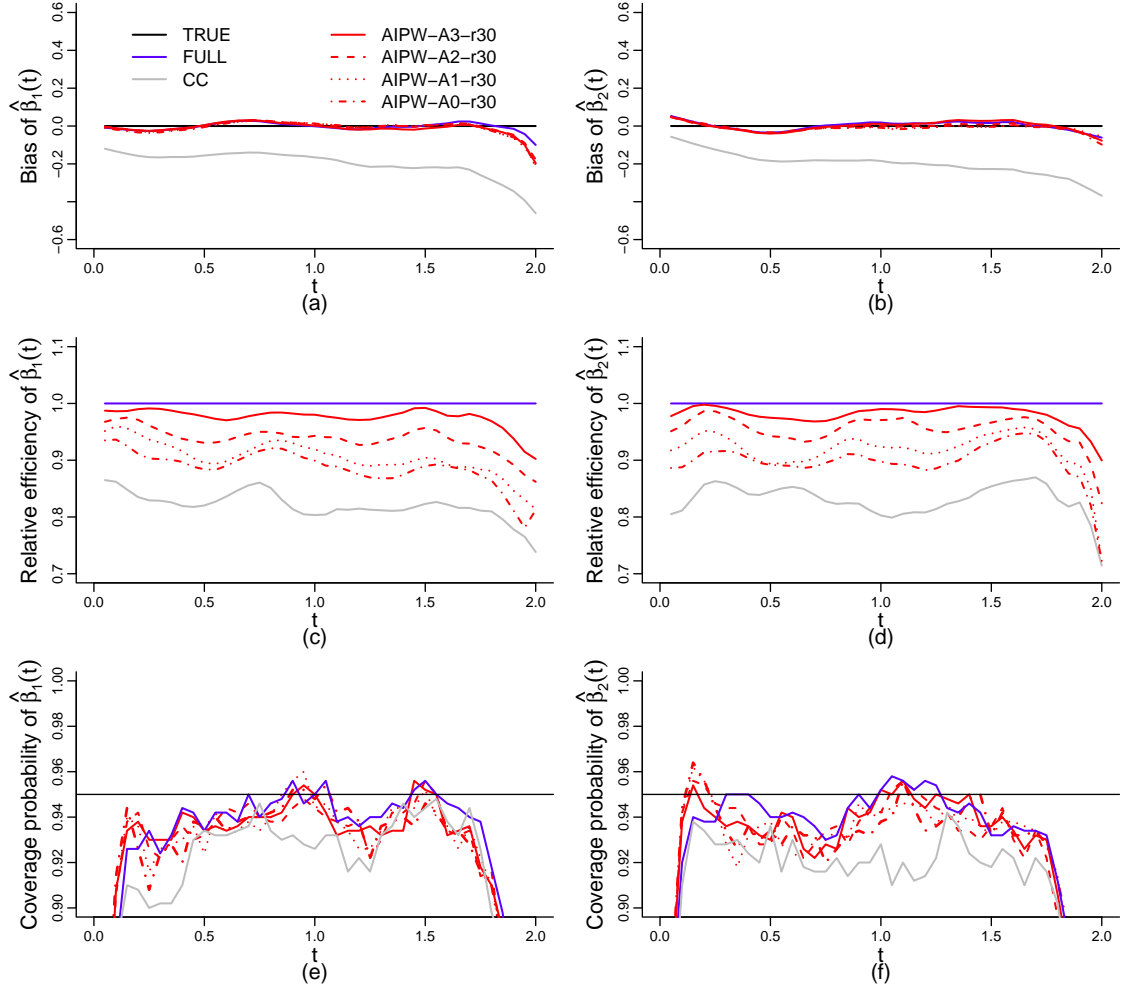 Bias of β̂₁(t)
0.6
0.4
0.2
0.0
−0.2
−0.6
TRUE
FULL
CC
AIPW−A3−r30
AIPW−A2−r30
AIPW−A1−r30
AIPW−A0−r30
0.0 0.5 1.0 1.5 2.0
t
(a)
Bias of β̂₂(t)
0.6
0.4
0.2
0.0
−0.2
−0.6
0.0 0.5 1.0 1.5 2.0
t
(b)
Relative efficiency of β̂₁(t)
1.1
1.0
0.9
0.8
0.7
0.0 0.5 1.0 1.5 2.0
t
(c)
Relative efficiency of β̂₂(t)
1.1
1.0
0.9
0.8
0.7
0.0 0.5 1.0 1.5 2.0
t
(d)
Coverage probability of β̂₁(t)
1.00
0.98
0.96
0.94
0.92
0.90
0.0 0.5 1.0 1.5 2.0
t
(e)
Coverage probability of β̂₂(t)
1.00
0.98
0.96
0.94
0.92
0.90
0.0 0.5 1.0 1.5 2.0
t
(f)